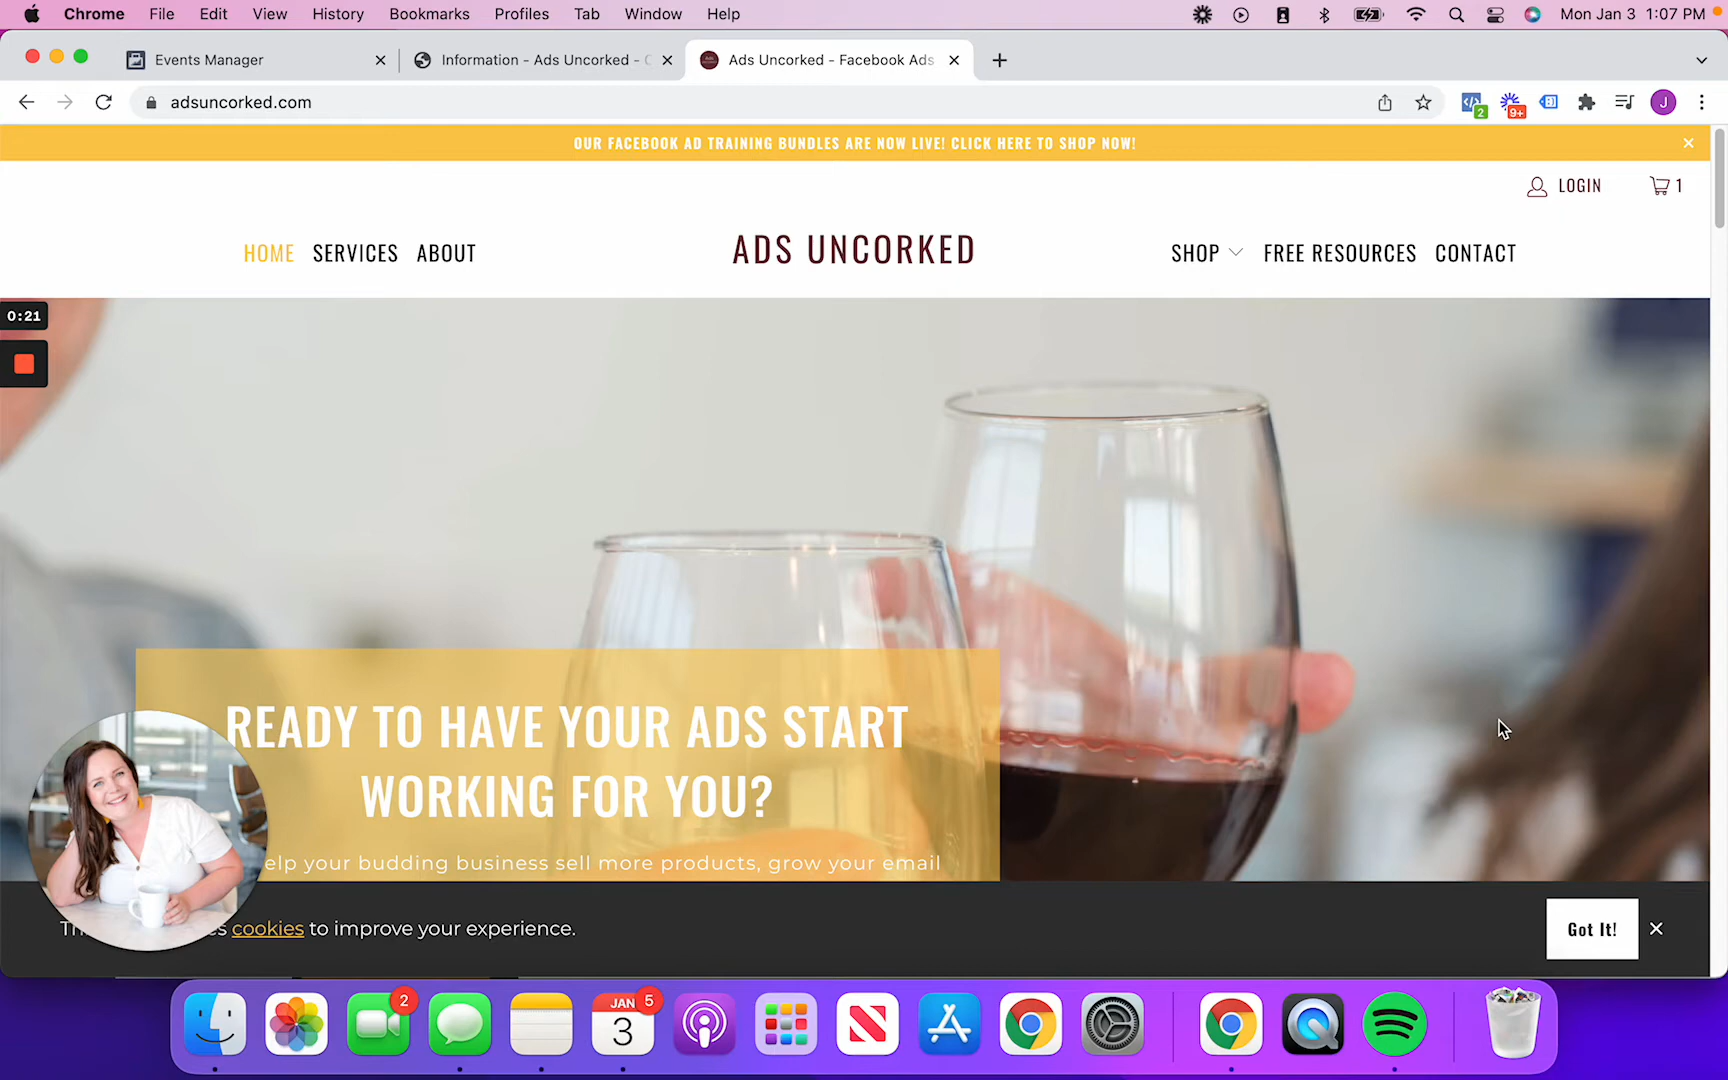 Chrome File Edit View History Bookmarks Profiles Tab Window Help Mon Jan 3 1:07 PM
Events Manager Information - Ads Uncorked - Ads Uncorked - Facebook Ads
adsuncorked.com 2 9+ J
OUR FACEBOOK AD TRAINING BUNDLES ARE NOW LIVE! CLICK HERE TO SHOP NOW!
LOGIN 1
HOME SERVICES ABOUT ADS UNCORKED SHOP FREE RESOURCES CONTACT
0:21
READY TO HAVE YOUR ADS START
WORKING FOR YOU?
elp your budding business sell more products, grow your email
cookies to improve your experience.
Got It!
2 JAN 5
3